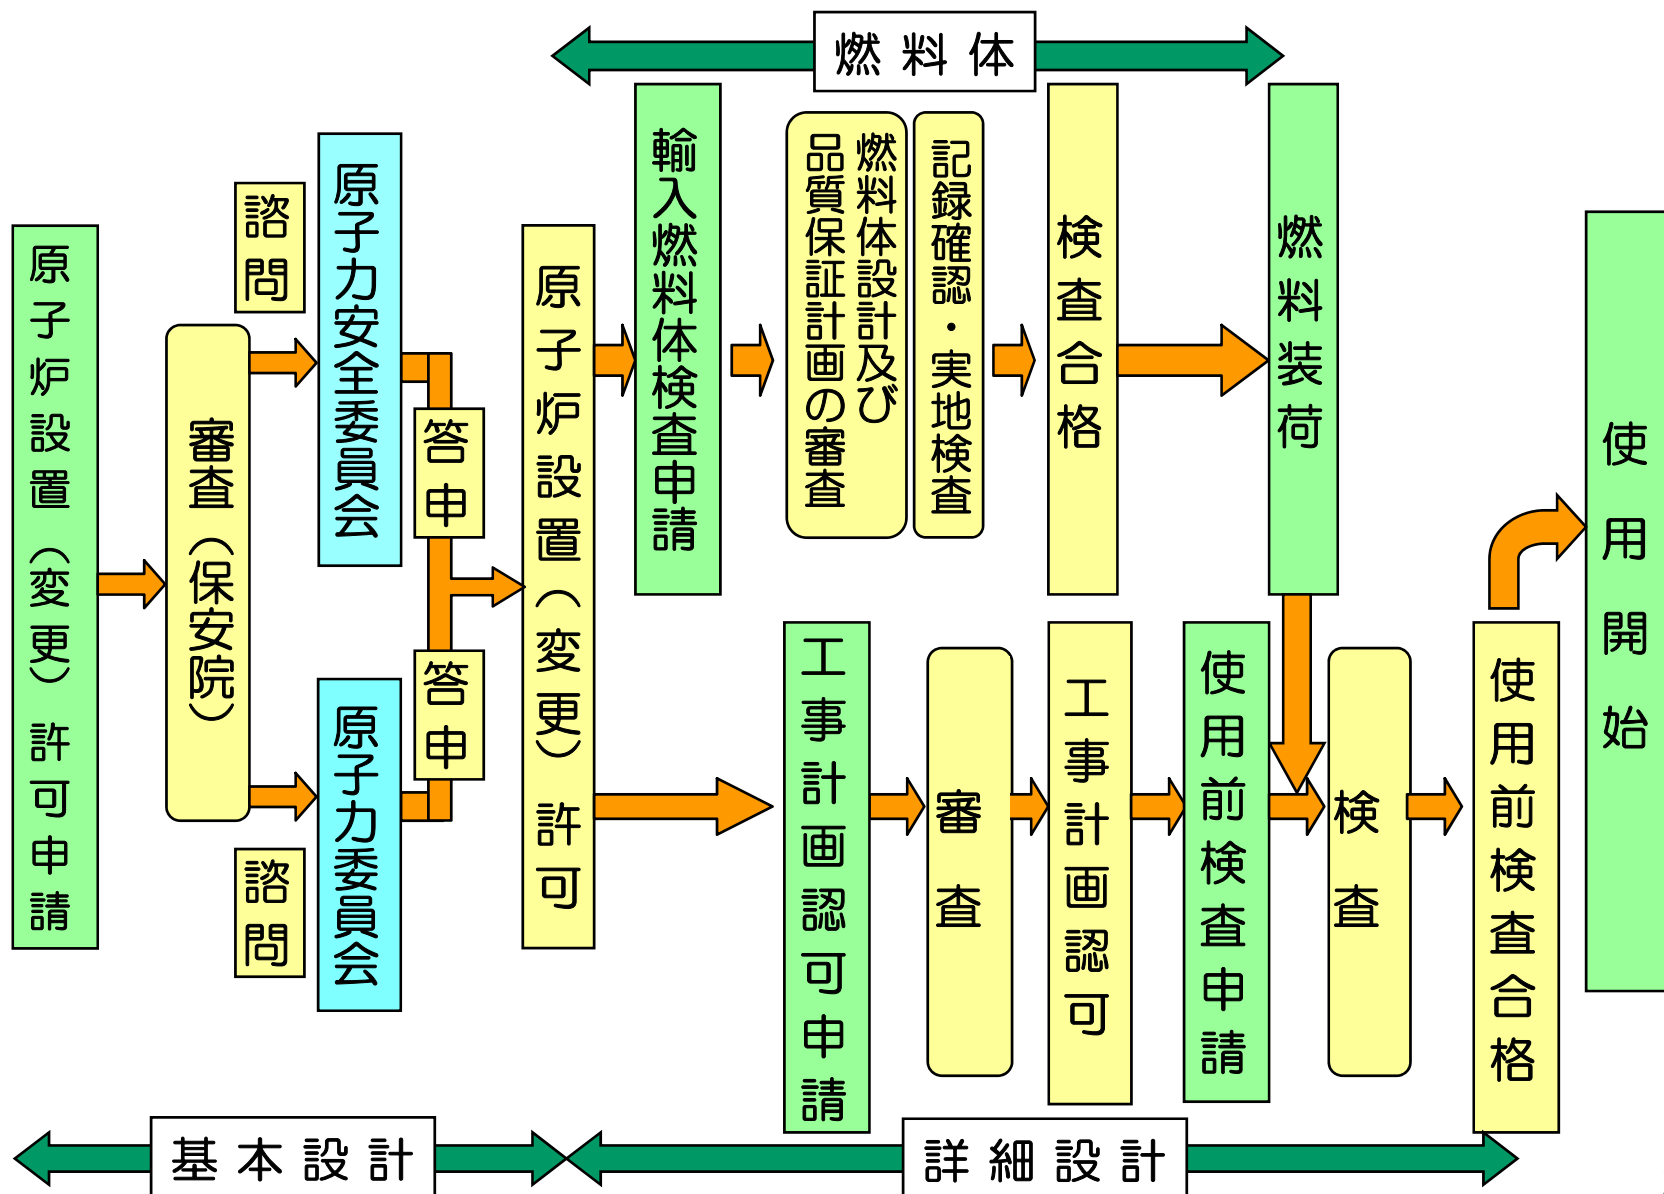 燃料体
原子炉設置（変更）許可申請
審査（保安院）
諮問
原子力安全委員会
答申
諮問
原子力委員会
答申
原子炉設置（変更）許可
輸入燃料体検査申請
燃料体設計及び
品質保証計画の審査
記録確認・実地検査
検査合格
燃料装荷
工事計画認可申請
審査
工事計画認可
使用前検査申請
検査
使用前検査合格
使用開始
基本設計
詳細設計